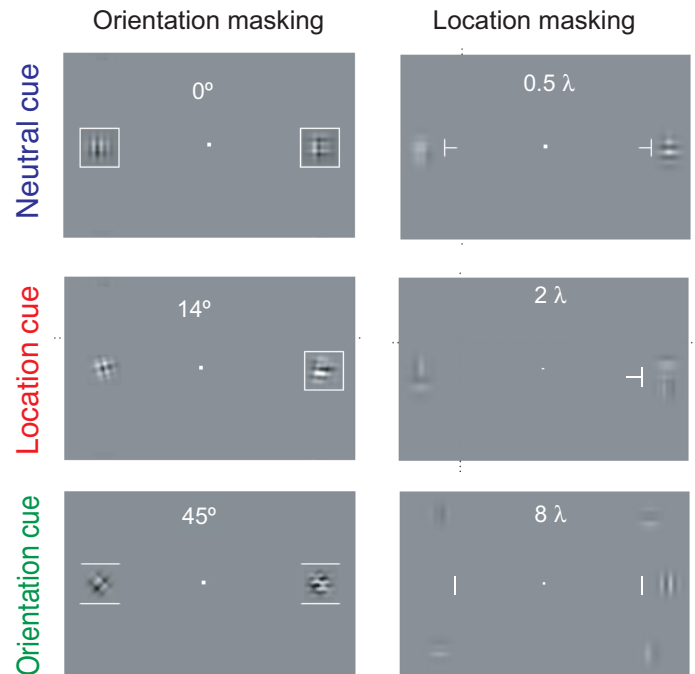 Orientation masking
Location masking
Neutral cue
0º
0.5 λ
Location cue
14º
2 λ
Orientation cue
45º
8 λ